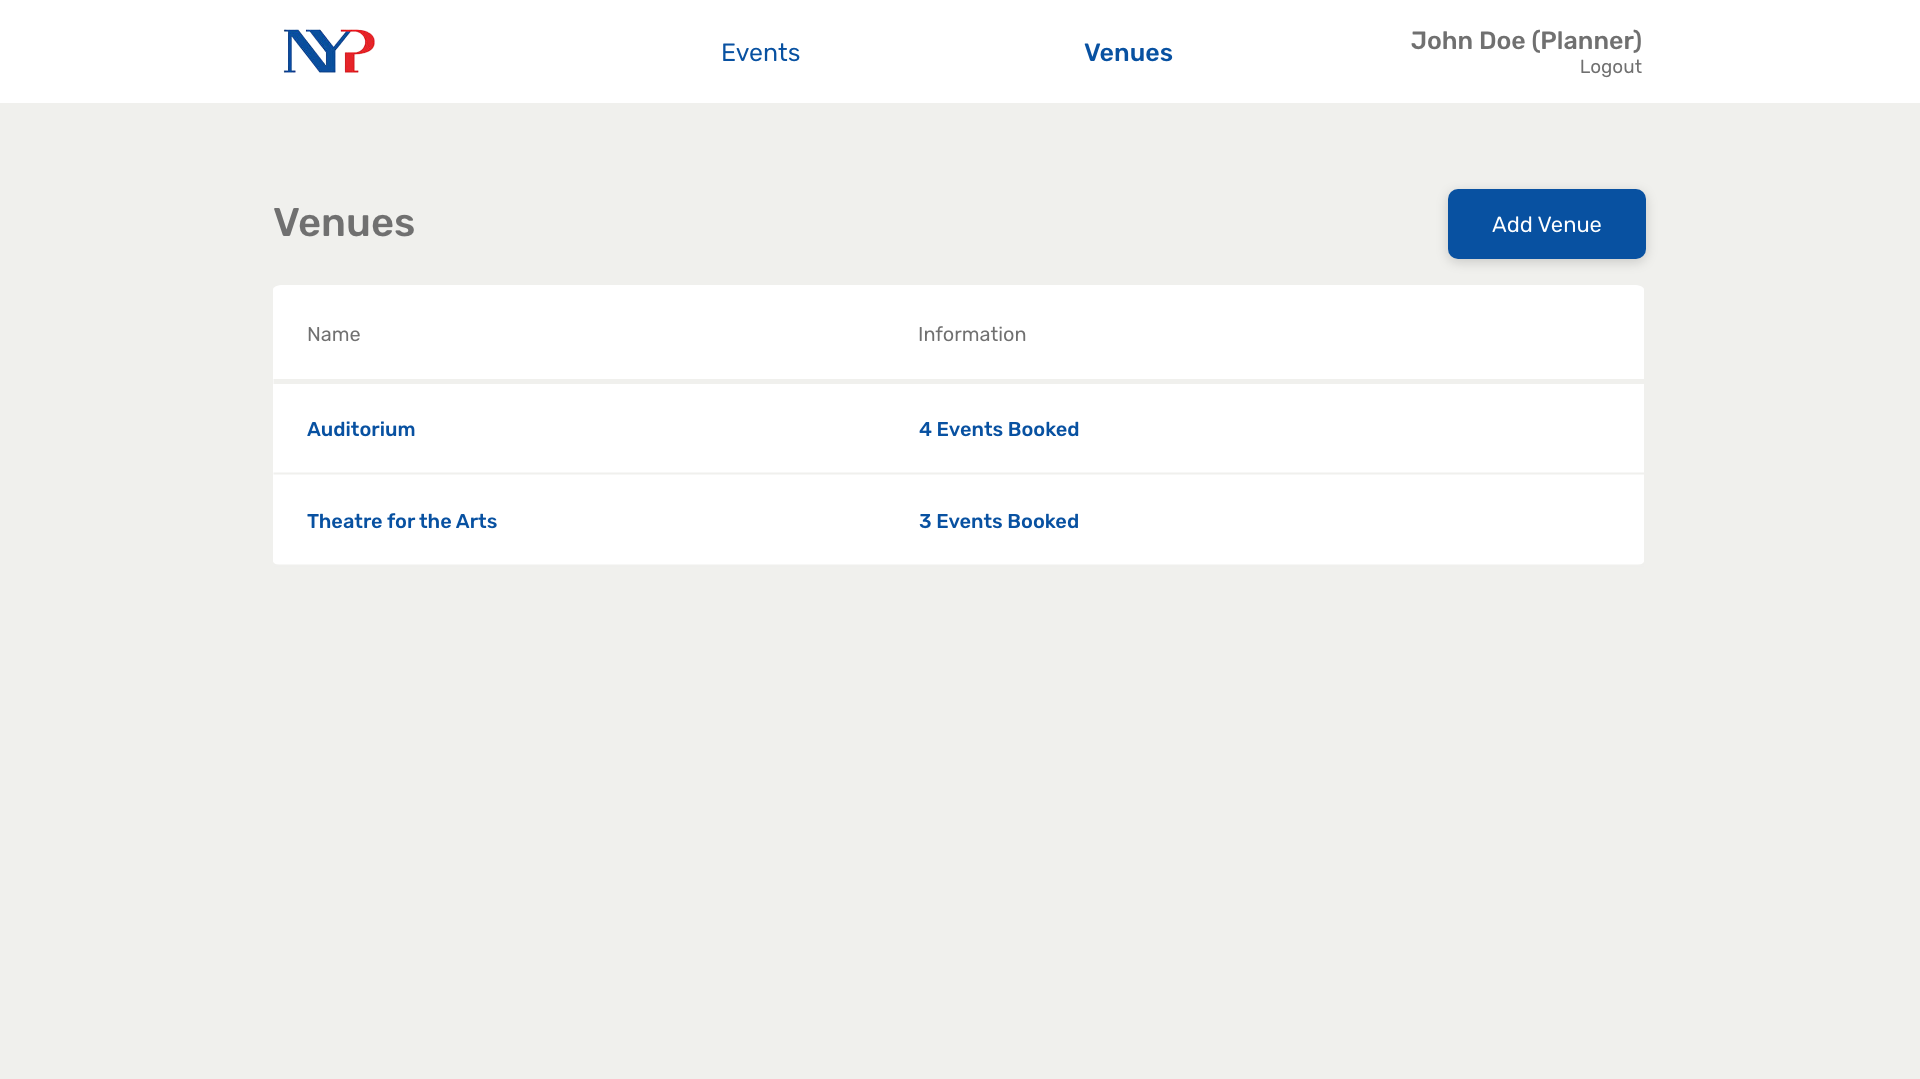 NYP
Events
Venues
John Doe (Planner)
Logout
Venues
Add Venue
Name
Information
Auditorium
4 Events Booked
Theatre for the Arts
3 Events Booked